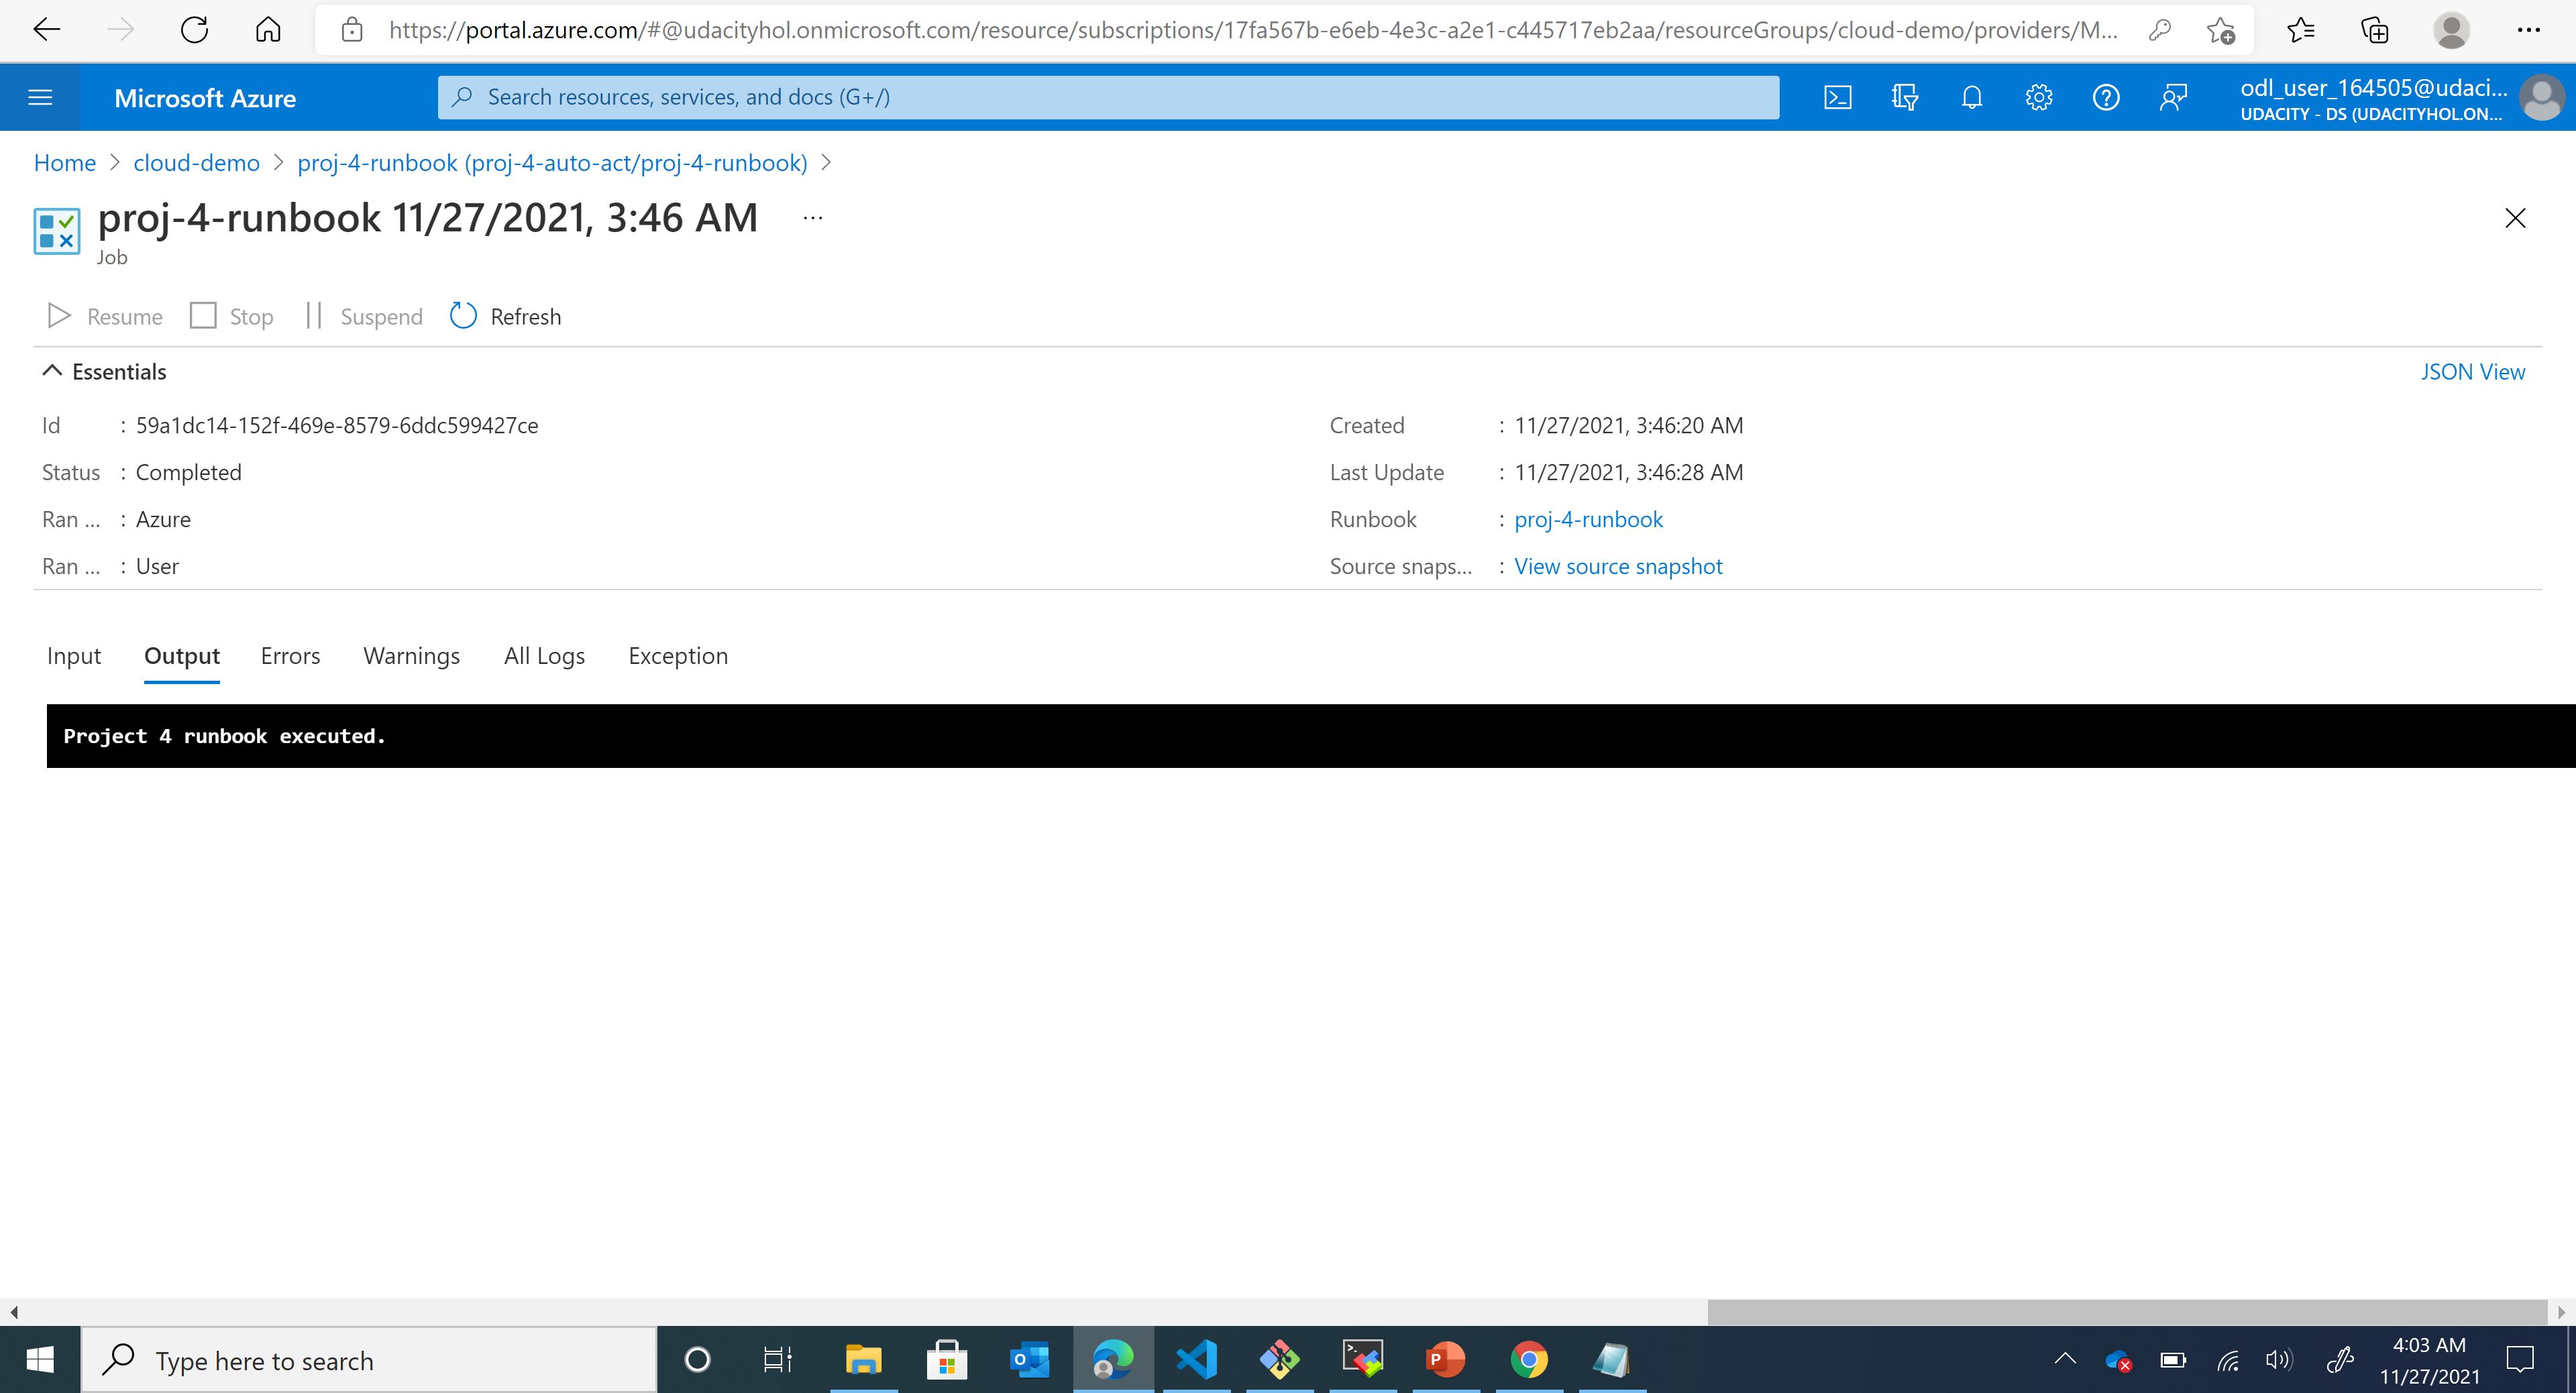 https://portal.azure.com/#@udacityhol.onmicrosoft.com/resource/subscriptions/17fa567b-e6eb-4e3c-a2e1-c445717eb2aa/resourceGroups/cloud-demo/providers/M...
Microsoft Azure
Search resources, services, and docs (G+/)
odl_user_164505@udaci...
UDACITY - DS (UDACITYHOL.ON...
Home > cloud-demo > proj-4-runbook (proj-4-auto-act/proj-4-runbook) >
proj-4-runbook 11/27/2021, 3:46 AM ...
Job
Resume Stop Suspend Refresh
Essentials JSON View
Id : 59a1dc14-152f-469e-8579-6ddc599427ce
Status : Completed
Ran ... : Azure
Ran ... : User
Created : 11/27/2021, 3:46:20 AM
Last Update : 11/27/2021, 3:46:28 AM
Runbook : proj-4-runbook
Source snaps... : View source snapshot
Input Output Errors Warnings All Logs Exception
Project 4 runbook executed.
Type here to search
4:03 AM
11/27/2021